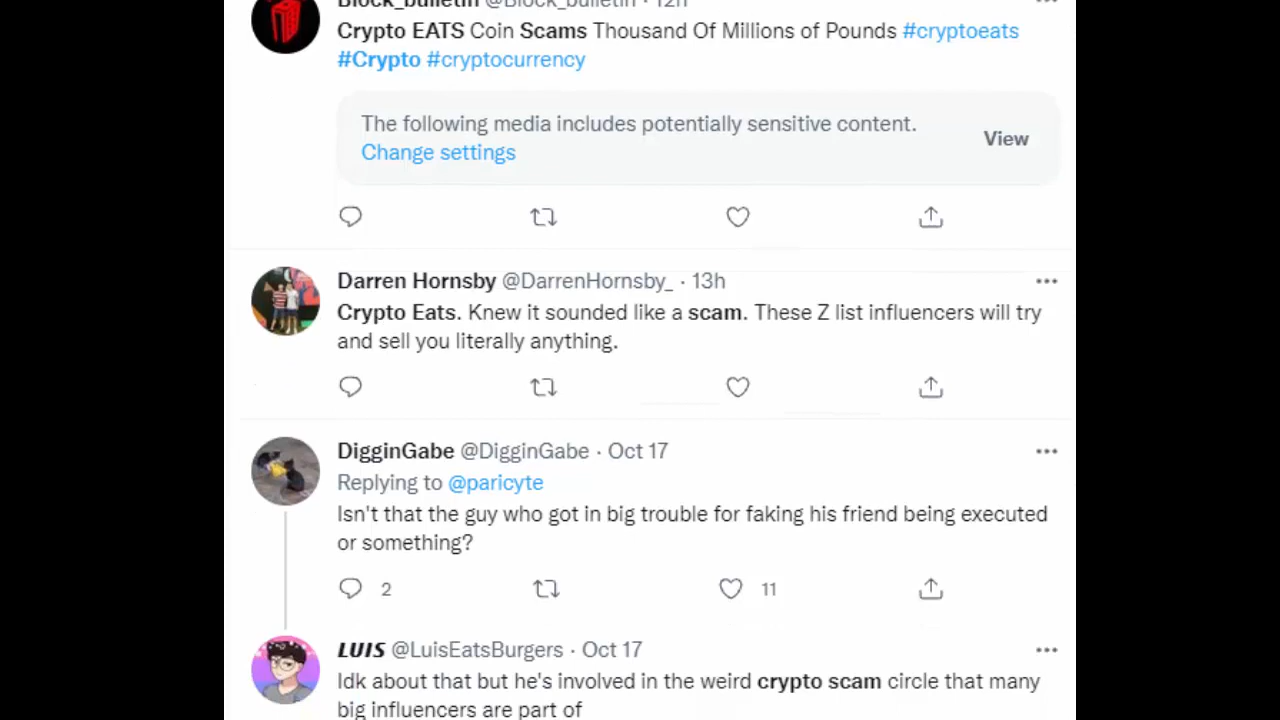 Block_bulletin @Block_bulletin · 12h
Crypto EATS Coin Scams Thousand Of Millions of Pounds #cryptoeats
#Crypto #cryptocurrency
The following media includes potentially sensitive content.
Change settings
View
Darren Hornsby @DarrenHornsby_ · 13h
Crypto Eats. Knew it sounded like a scam. These Z list influencers will try
and sell you literally anything.
DigginGabe @DigginGabe · Oct 17
Replying to @paricyte
Isn't that the guy who got in big trouble for faking his friend being executed
or something?
2
11
LUIS @LuisEatsBurgers · Oct 17
Idk about that but he's involved in the weird crypto scam circle that many
big influencers are part of